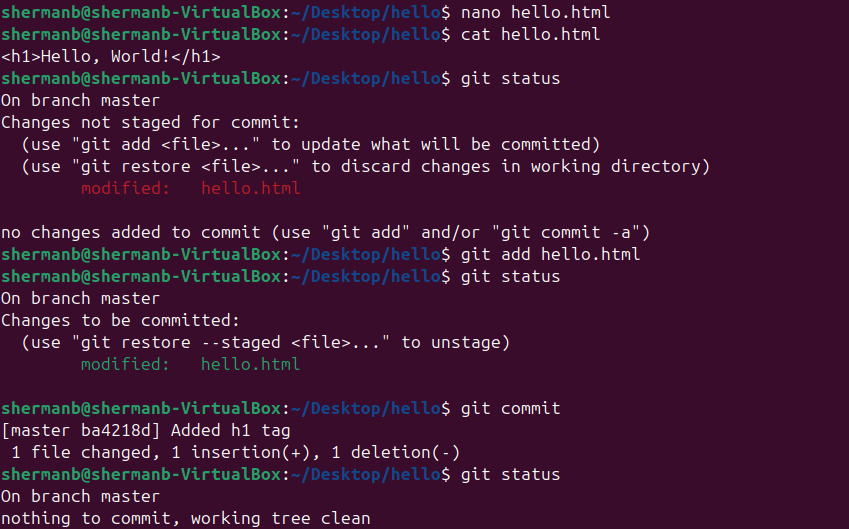 shermanb@shermanb-VirtualBox:~/Desktop/hello$ nano hello.html
shermanb@shermanb-VirtualBox:~/Desktop/hello$ cat hello.html
<h1>Hello, World!</h1>
shermanb@shermanb-VirtualBox:~/Desktop/hello$ git status
On branch master
Changes not staged for commit:
  (use "git add <file>..." to update what will be committed)
  (use "git restore <file>..." to discard changes in working directory)
        modified:   hello.html

no changes added to commit (use "git add" and/or "git commit -a")
shermanb@shermanb-VirtualBox:~/Desktop/hello$ git add hello.html
shermanb@shermanb-VirtualBox:~/Desktop/hello$ git status
On branch master
Changes to be committed:
  (use "git restore --staged <file>..." to unstage)
        modified:   hello.html

shermanb@shermanb-VirtualBox:~/Desktop/hello$ git commit
[master ba4218d] Added h1 tag
 1 file changed, 1 insertion(+), 1 deletion(-)
shermanb@shermanb-VirtualBox:~/Desktop/hello$ git status
On branch master
nothing to commit, working tree clean